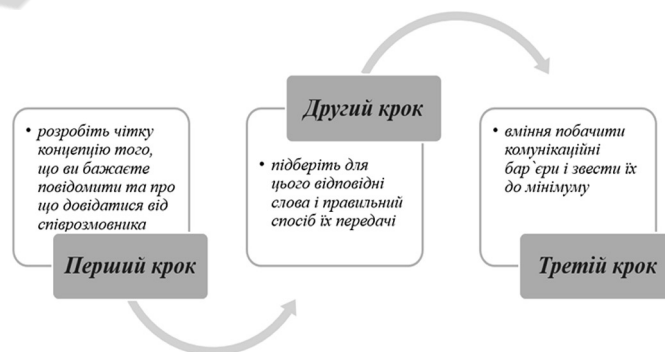 • розробіть чітку
концепцію того,
що ви бажаєте
повідомити та про
що довідатися від
співрозмовника
Перший крок
Другий крок
• підберіть для
цього відповідні
слова і правильний
спосіб їх передачі
• вміння побачити
комунікаційні
бар`єри і звести їх
до мінімуму
Третій крок